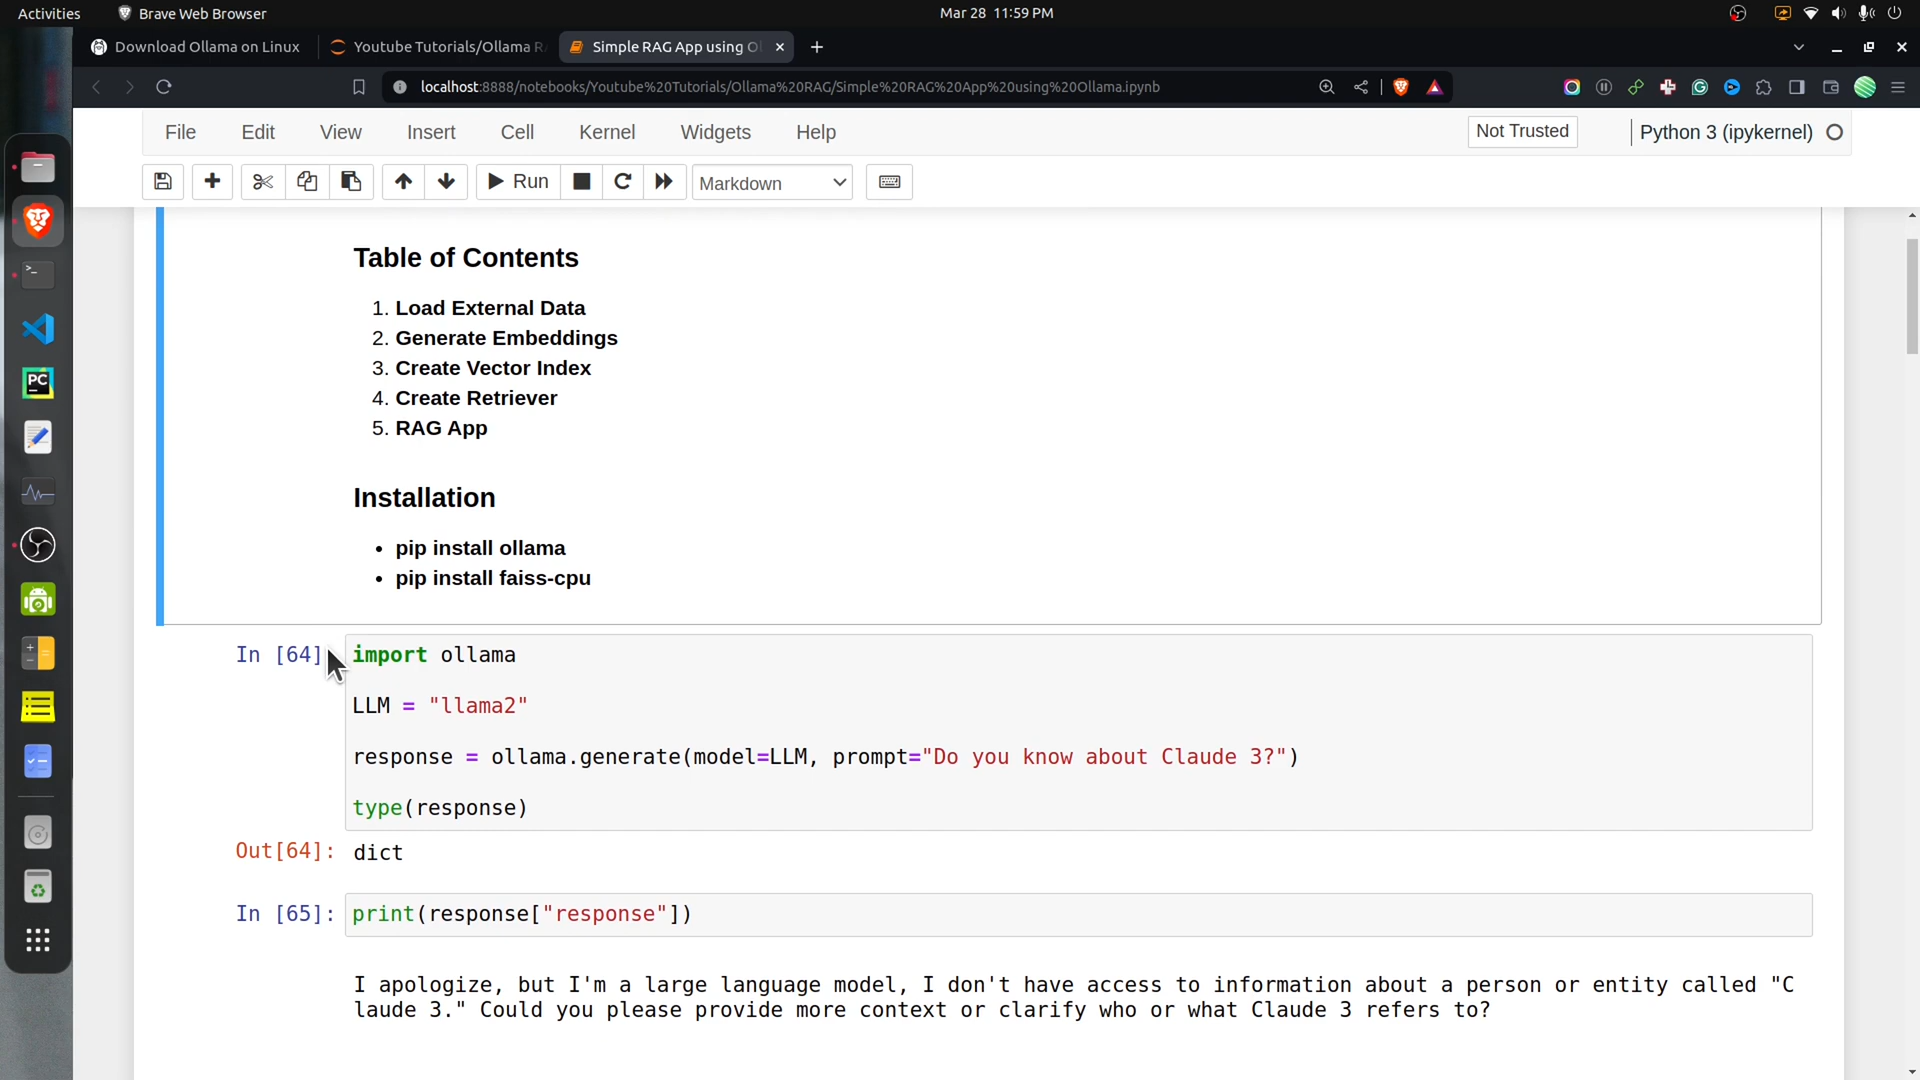 Activities
Brave Web Browser
Mar 28 11:59 PM
Download Ollama on Linux
Youtube Tutorials/Ollama R
Simple RAG App using O
localhost:8888/notebooks/Youtube%20Tutorials/Ollama%20RAG/Simple%20RAG%20App%20using%20Ollama.ipynb
File Edit View Insert Cell Kernel Widgets Help
Not Trusted
Python 3 (ipykernel)
Run
Markdown
PC
Table of Contents
1. Load External Data
2. Generate Embeddings
3. Create Vector Index
4. Create Retriever
5. RAG App
Installation
• pip install ollama
• pip install faiss-cpu
In [64]
import ollama
LLM = "llama2"
response = ollama.generate(model=LLM, prompt="Do you know about Claude 3?")
type(response)
Out[64]: dict
In [65]: print(response["response"])
I apologize, but I'm a large language model, I don't have access to information about a person or entity called "C
laude 3." Could you please provide more context or clarify who or what Claude 3 refers to?